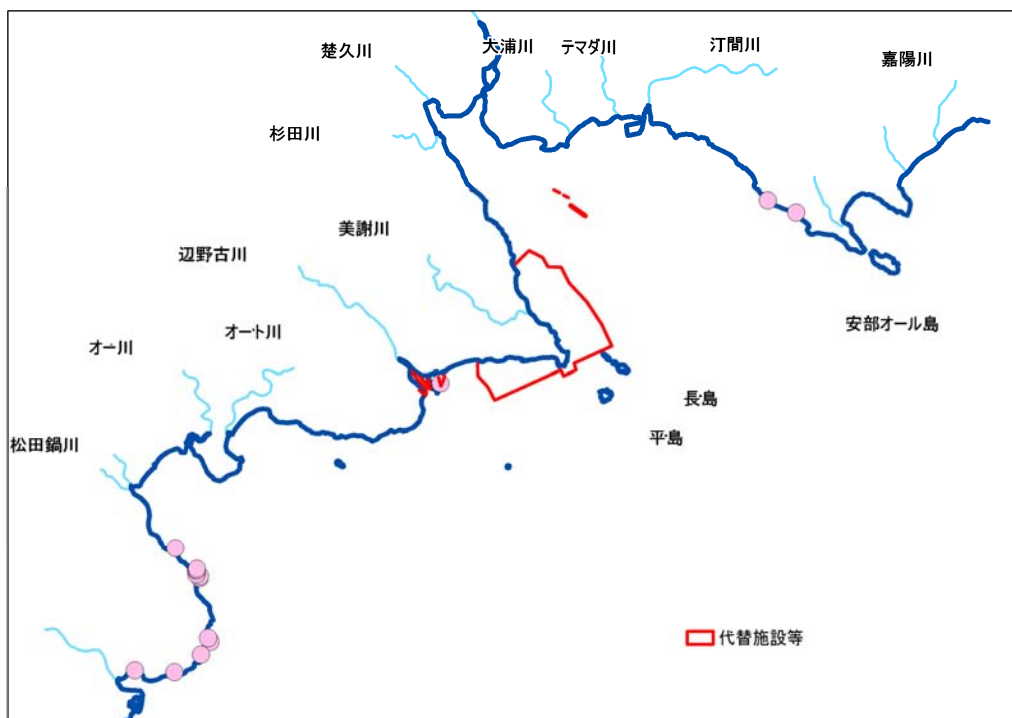 楚久川
大浦川
テマダ川
汀間川
嘉陽川
杉田川
美謝川
辺野古川
安部オール島
オー川
オート川
長島
平島
松田鍋川
代替施設等